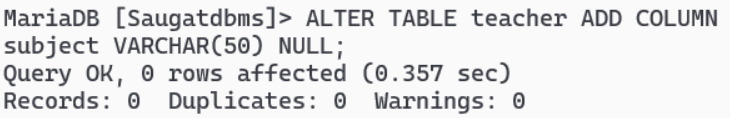 MariaDB [Saugatdbms]> ALTER TABLE teacher ADD COLUMN
subject VARCHAR(50) NULL;
Query OK, 0 rows affected (0.357 sec)
Records: 0  Duplicates: 0  Warnings: 0